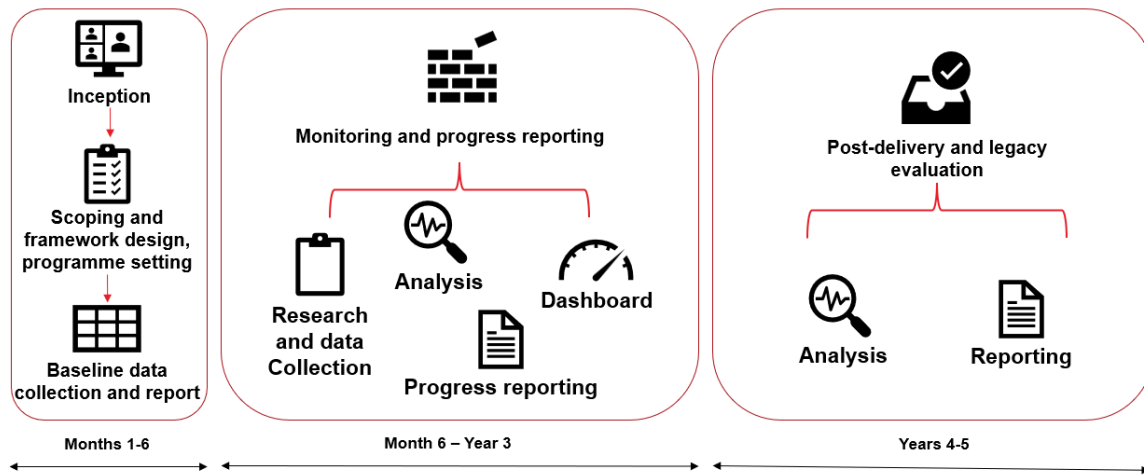 Inception
Scoping and
framework design,
programme setting
Baseline data
collection and report
Months 1-6
Monitoring and progress reporting
Research
and data
Collection
Analysis
Progress reporting
Dashboard
Month 6 – Year 3
Post-delivery and legacy
evaluation
Analysis
Reporting
Years 4-5